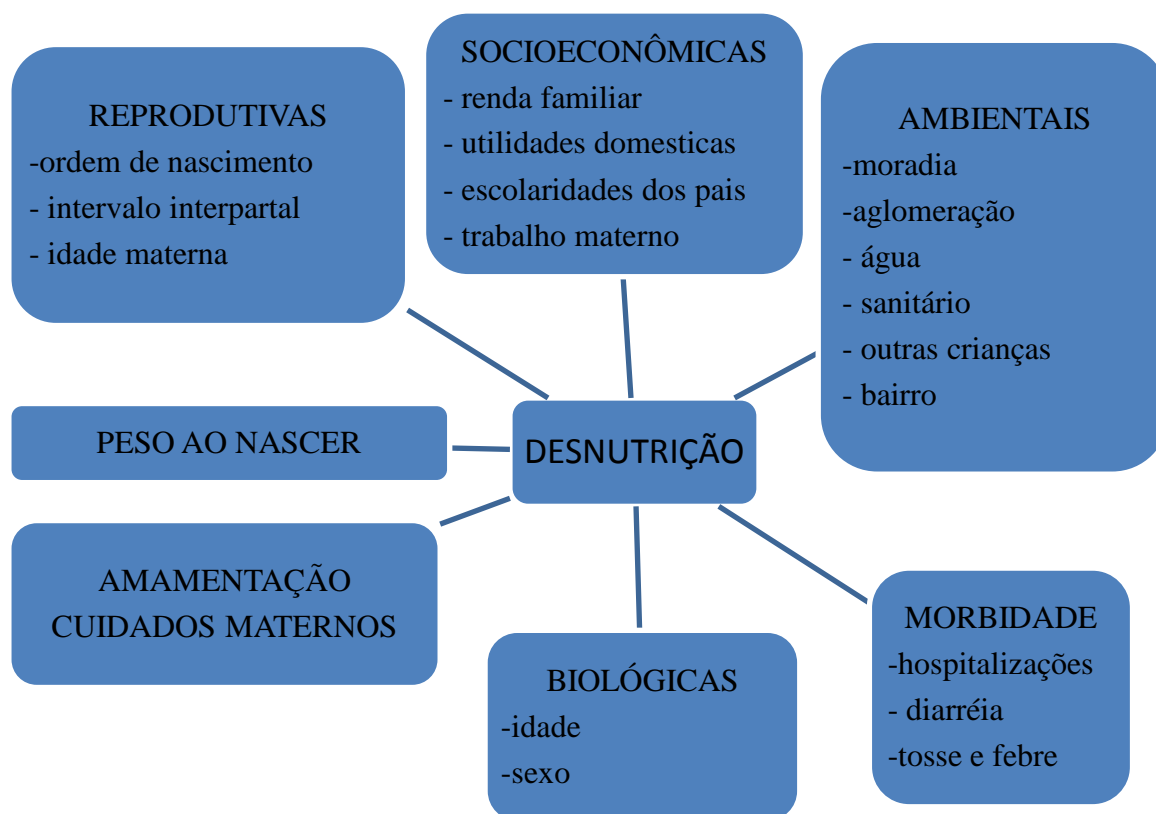 REPRODUTIVAS
-ordem de nascimento
- intervalo interpartal
- idade materna
SOCIOECONÔMICAS
- renda familiar
- utilidades domesticas
- escolaridades dos pais
- trabalho materno
AMBIENTAIS
-moradia
-aglomeração
- água
- sanitário
- outras crianças
- bairro
PESO AO NASCER
DESNUTRIÇÃO
AMAMENTAÇÃO
CUIDADOS MATERNOS
BIOLÓGICAS
-idade
-sexo
MORBIDADE
-hospitalizações
- diarréia
-tosse e febre